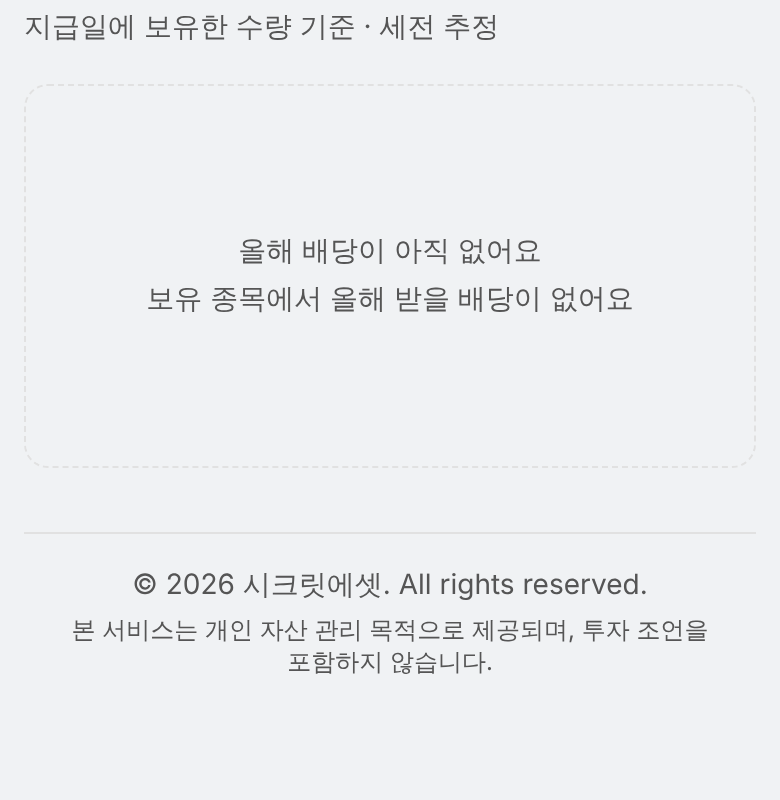 지급일에 보유한 수량 기준 · 세전 추정
올해 배당이 아직 없어요
보유 종목에서 올해 받을 배당이 없어요
© 2026 시크릿에셋. All rights reserved.
본 서비스는 개인 자산 관리 목적으로 제공되며, 투자 조언을
포함하지 않습니다.